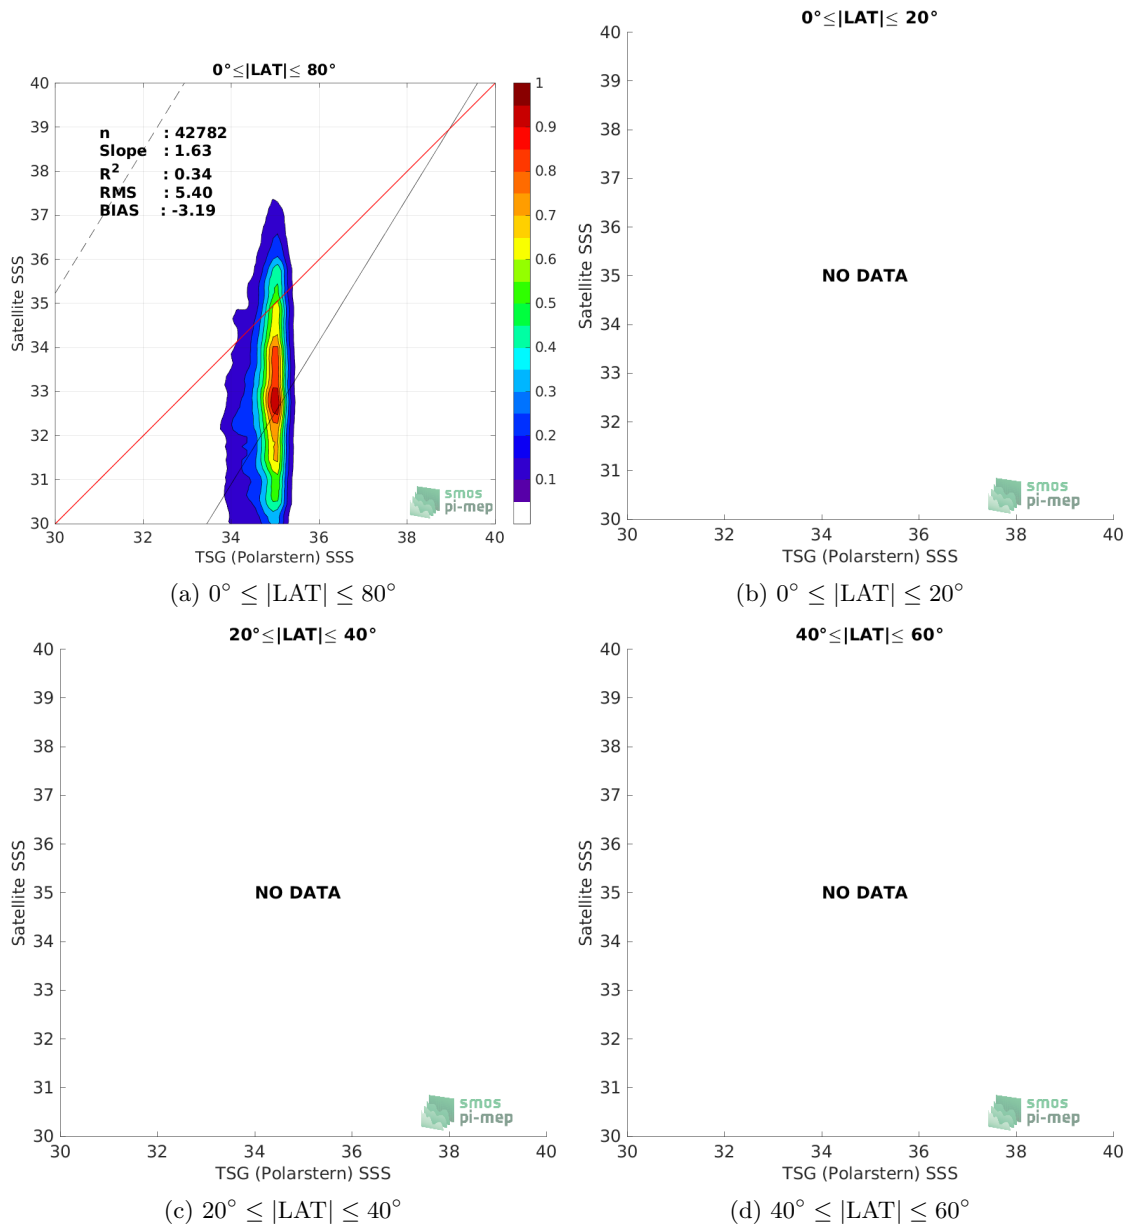 0°≤|LAT|≤ 80°
40
39
38
37
36
35
34
33
32
31
30
Satellite SSS
n : 42782
Slope : 1.63
R² : 0.34
RMS : 5.40
BIAS : -3.19
1
0.9
0.8
0.7
0.6
0.5
0.4
0.3
0.2
0.1
smos
pi-mep
30 32 34 36 38 40
TSG (Polarstern) SSS
(a) 0° ≤ |LAT| ≤ 80°
0°≤|LAT|≤ 20°
40
39
38
37
36
35
34
33
32
31
30
Satellite SSS
NO DATA
smos
pi-mep
30 32 34 36 38 40
TSG (Polarstern) SSS
(b) 0° ≤ |LAT| ≤ 20°
20°≤|LAT|≤ 40°
40
39
38
37
36
35
34
33
32
31
30
Satellite SSS
NO DATA
smos
pi-mep
30 32 34 36 38 40
TSG (Polarstern) SSS
(c) 20° ≤ |LAT| ≤ 40°
40°≤|LAT|≤ 60°
40
39
38
37
36
35
34
33
32
31
30
Satellite SSS
NO DATA
smos
pi-mep
30 32 34 36 38 40
TSG (Polarstern) SSS
(d) 40° ≤ |LAT| ≤ 60°